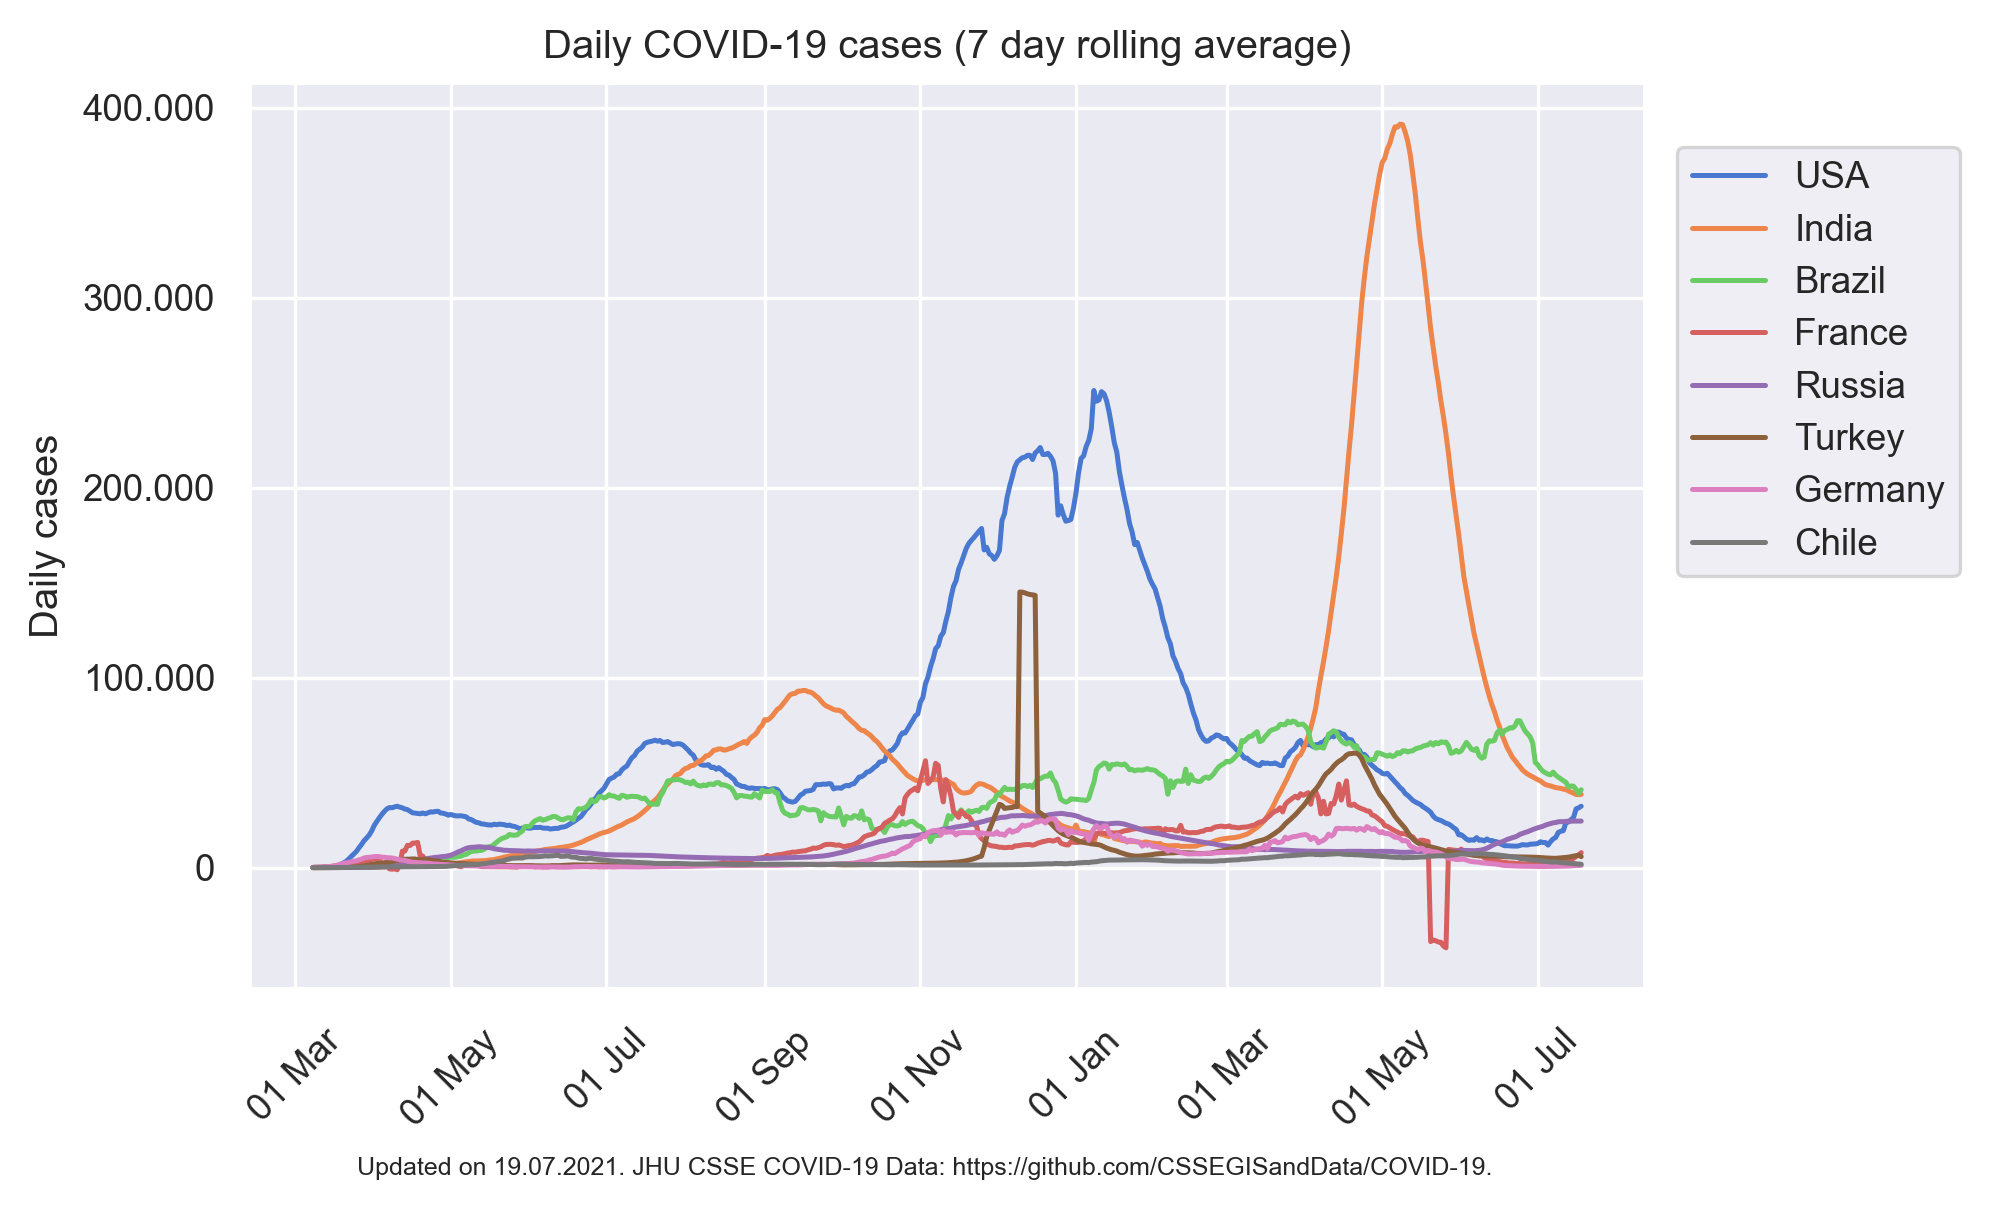 Daily COVID-19 cases (7 day rolling average)
400.000
300.000
200.000
100.000
0
Daily cases
USA
India
Brazil
France
Russia
Turkey
Germany
Chile
01 Mar
01 May
01 Jul
01 Sep
01 Nov
01 Jan
01 Mar
01 May
01 Jul
Updated on 19.07.2021. JHU CSSE COVID-19 Data: https://github.com/CSSEGISandData/COVID-19.